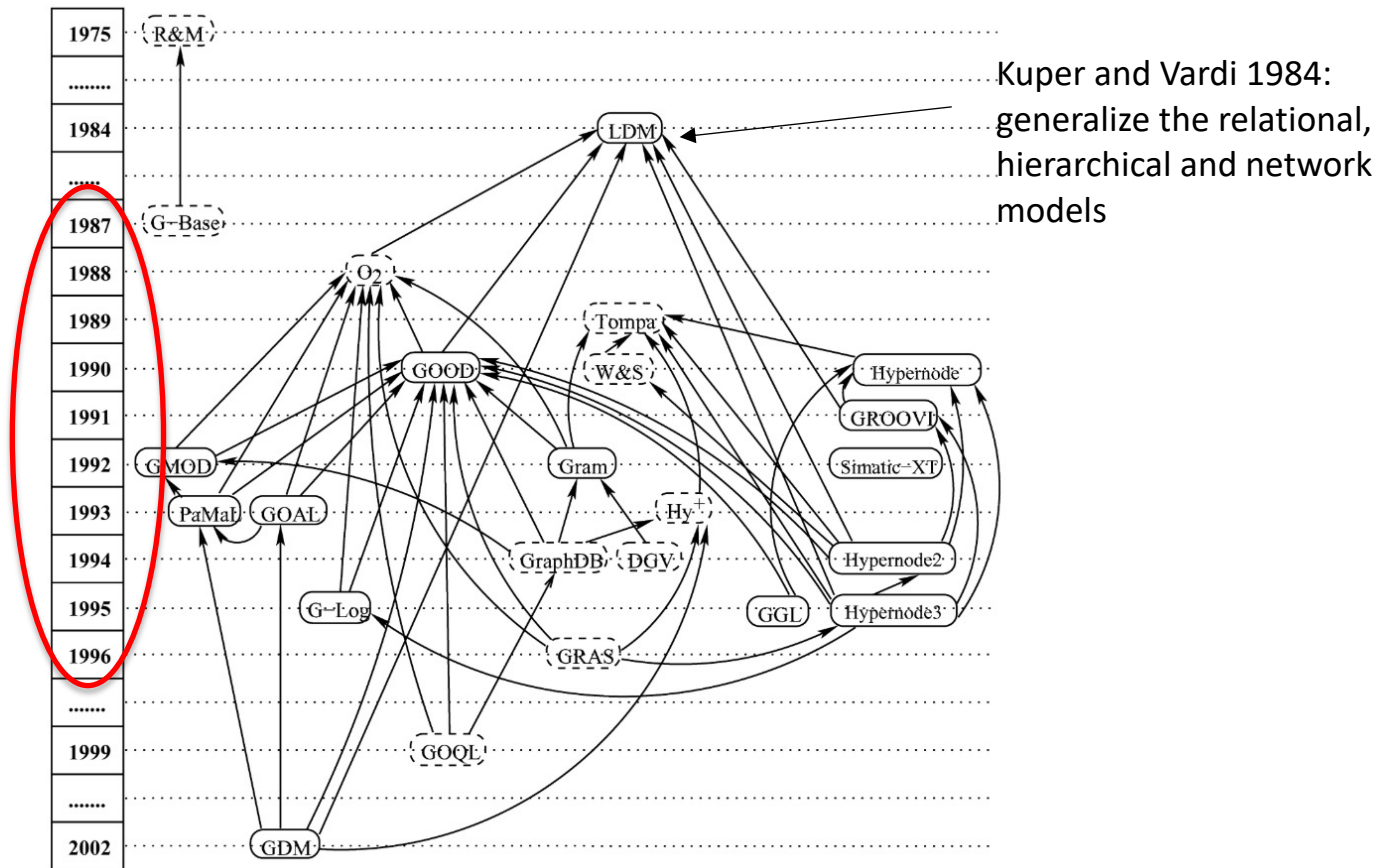 1975 R&M
........
1984 LDM
......
1987 G-Base
1988 O2
1989 Tompa
1990 GOOD W&S Hypernode
1991 GROOVI
1992 GMOD Gram Simatic-XT
1993 PaMaL GOAL Hy+
1994 GraphDB DGV Hypernode2
1995 G-Log GGL Hypernode3
1996 GRAS
.......
1999 GOQL
.......
2002 GDM
Kuper and Vardi 1984:
generalize the relational,
hierarchical and network
models